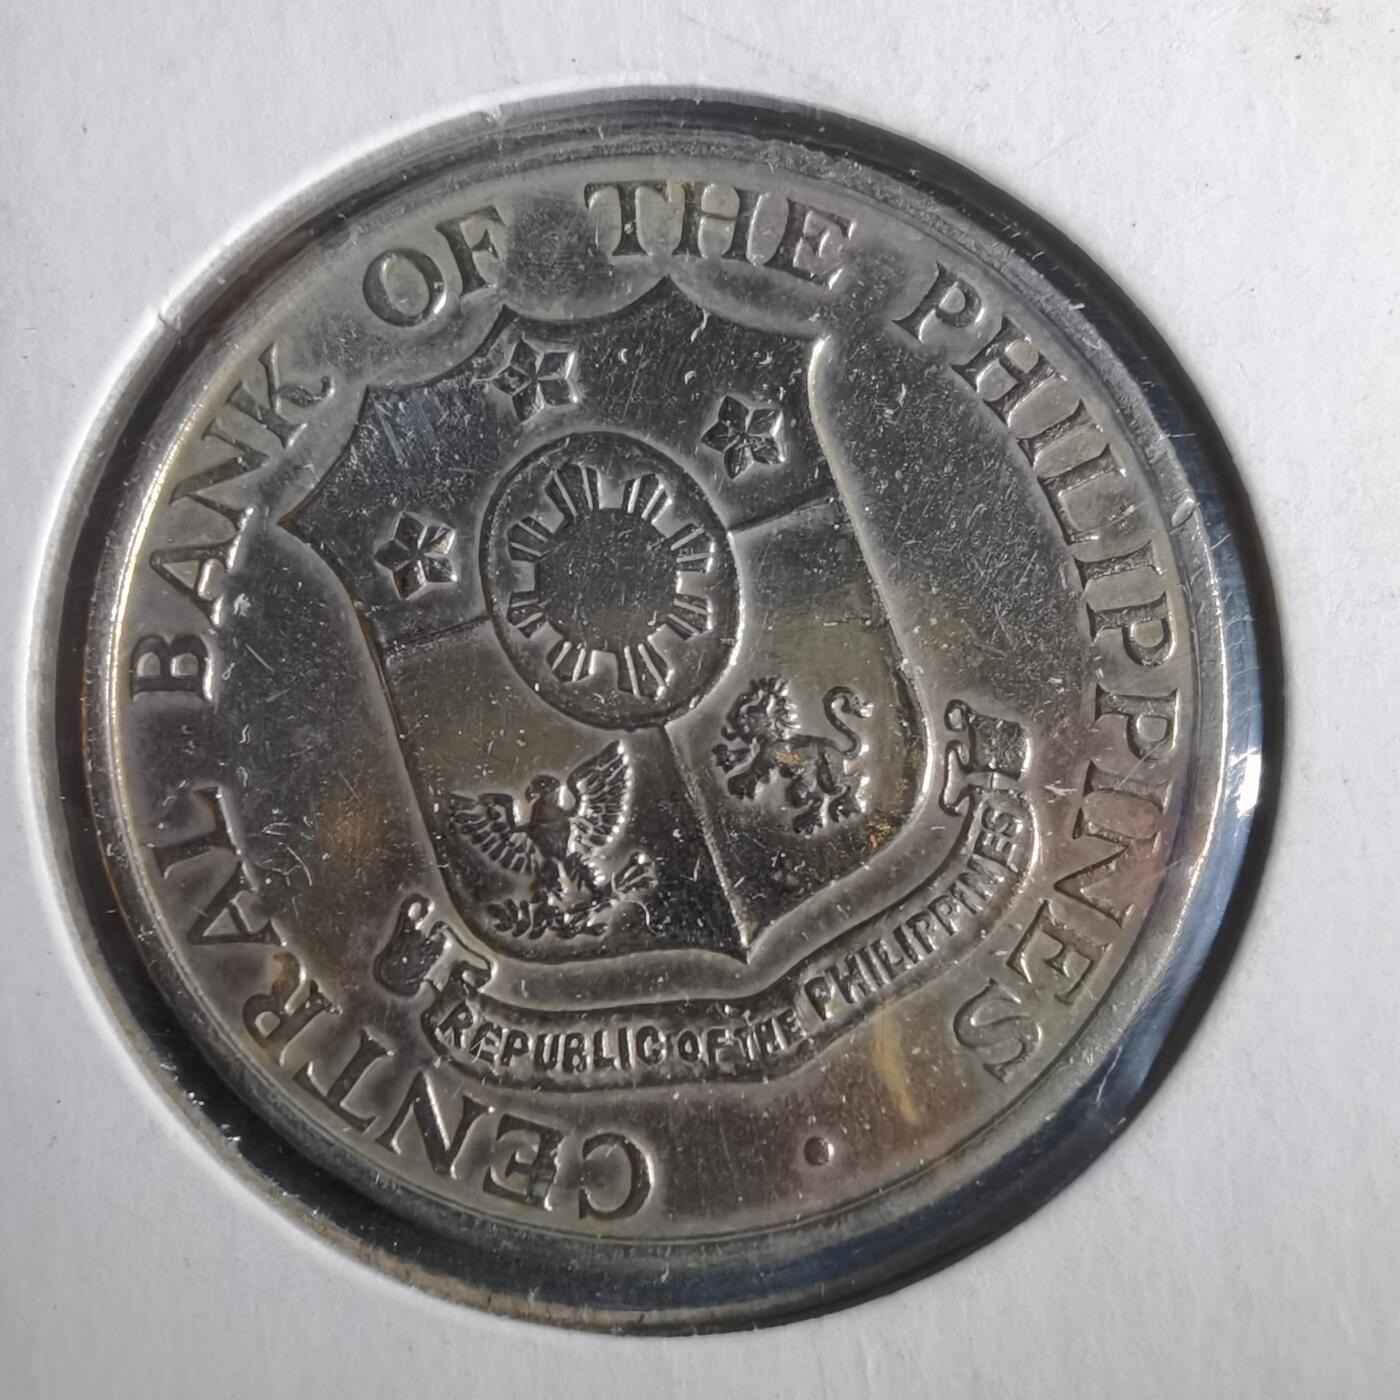 CENTRAL BANK OF THE PHILIPPINES
REPUBLIC OF THE PHILIPPINES